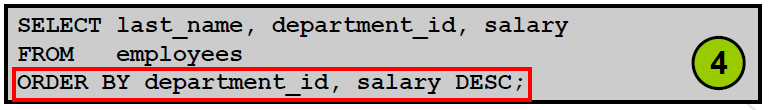 SELECT last_name, department_id, salary
FROM   employees
ORDER BY department_id, salary DESC;
4